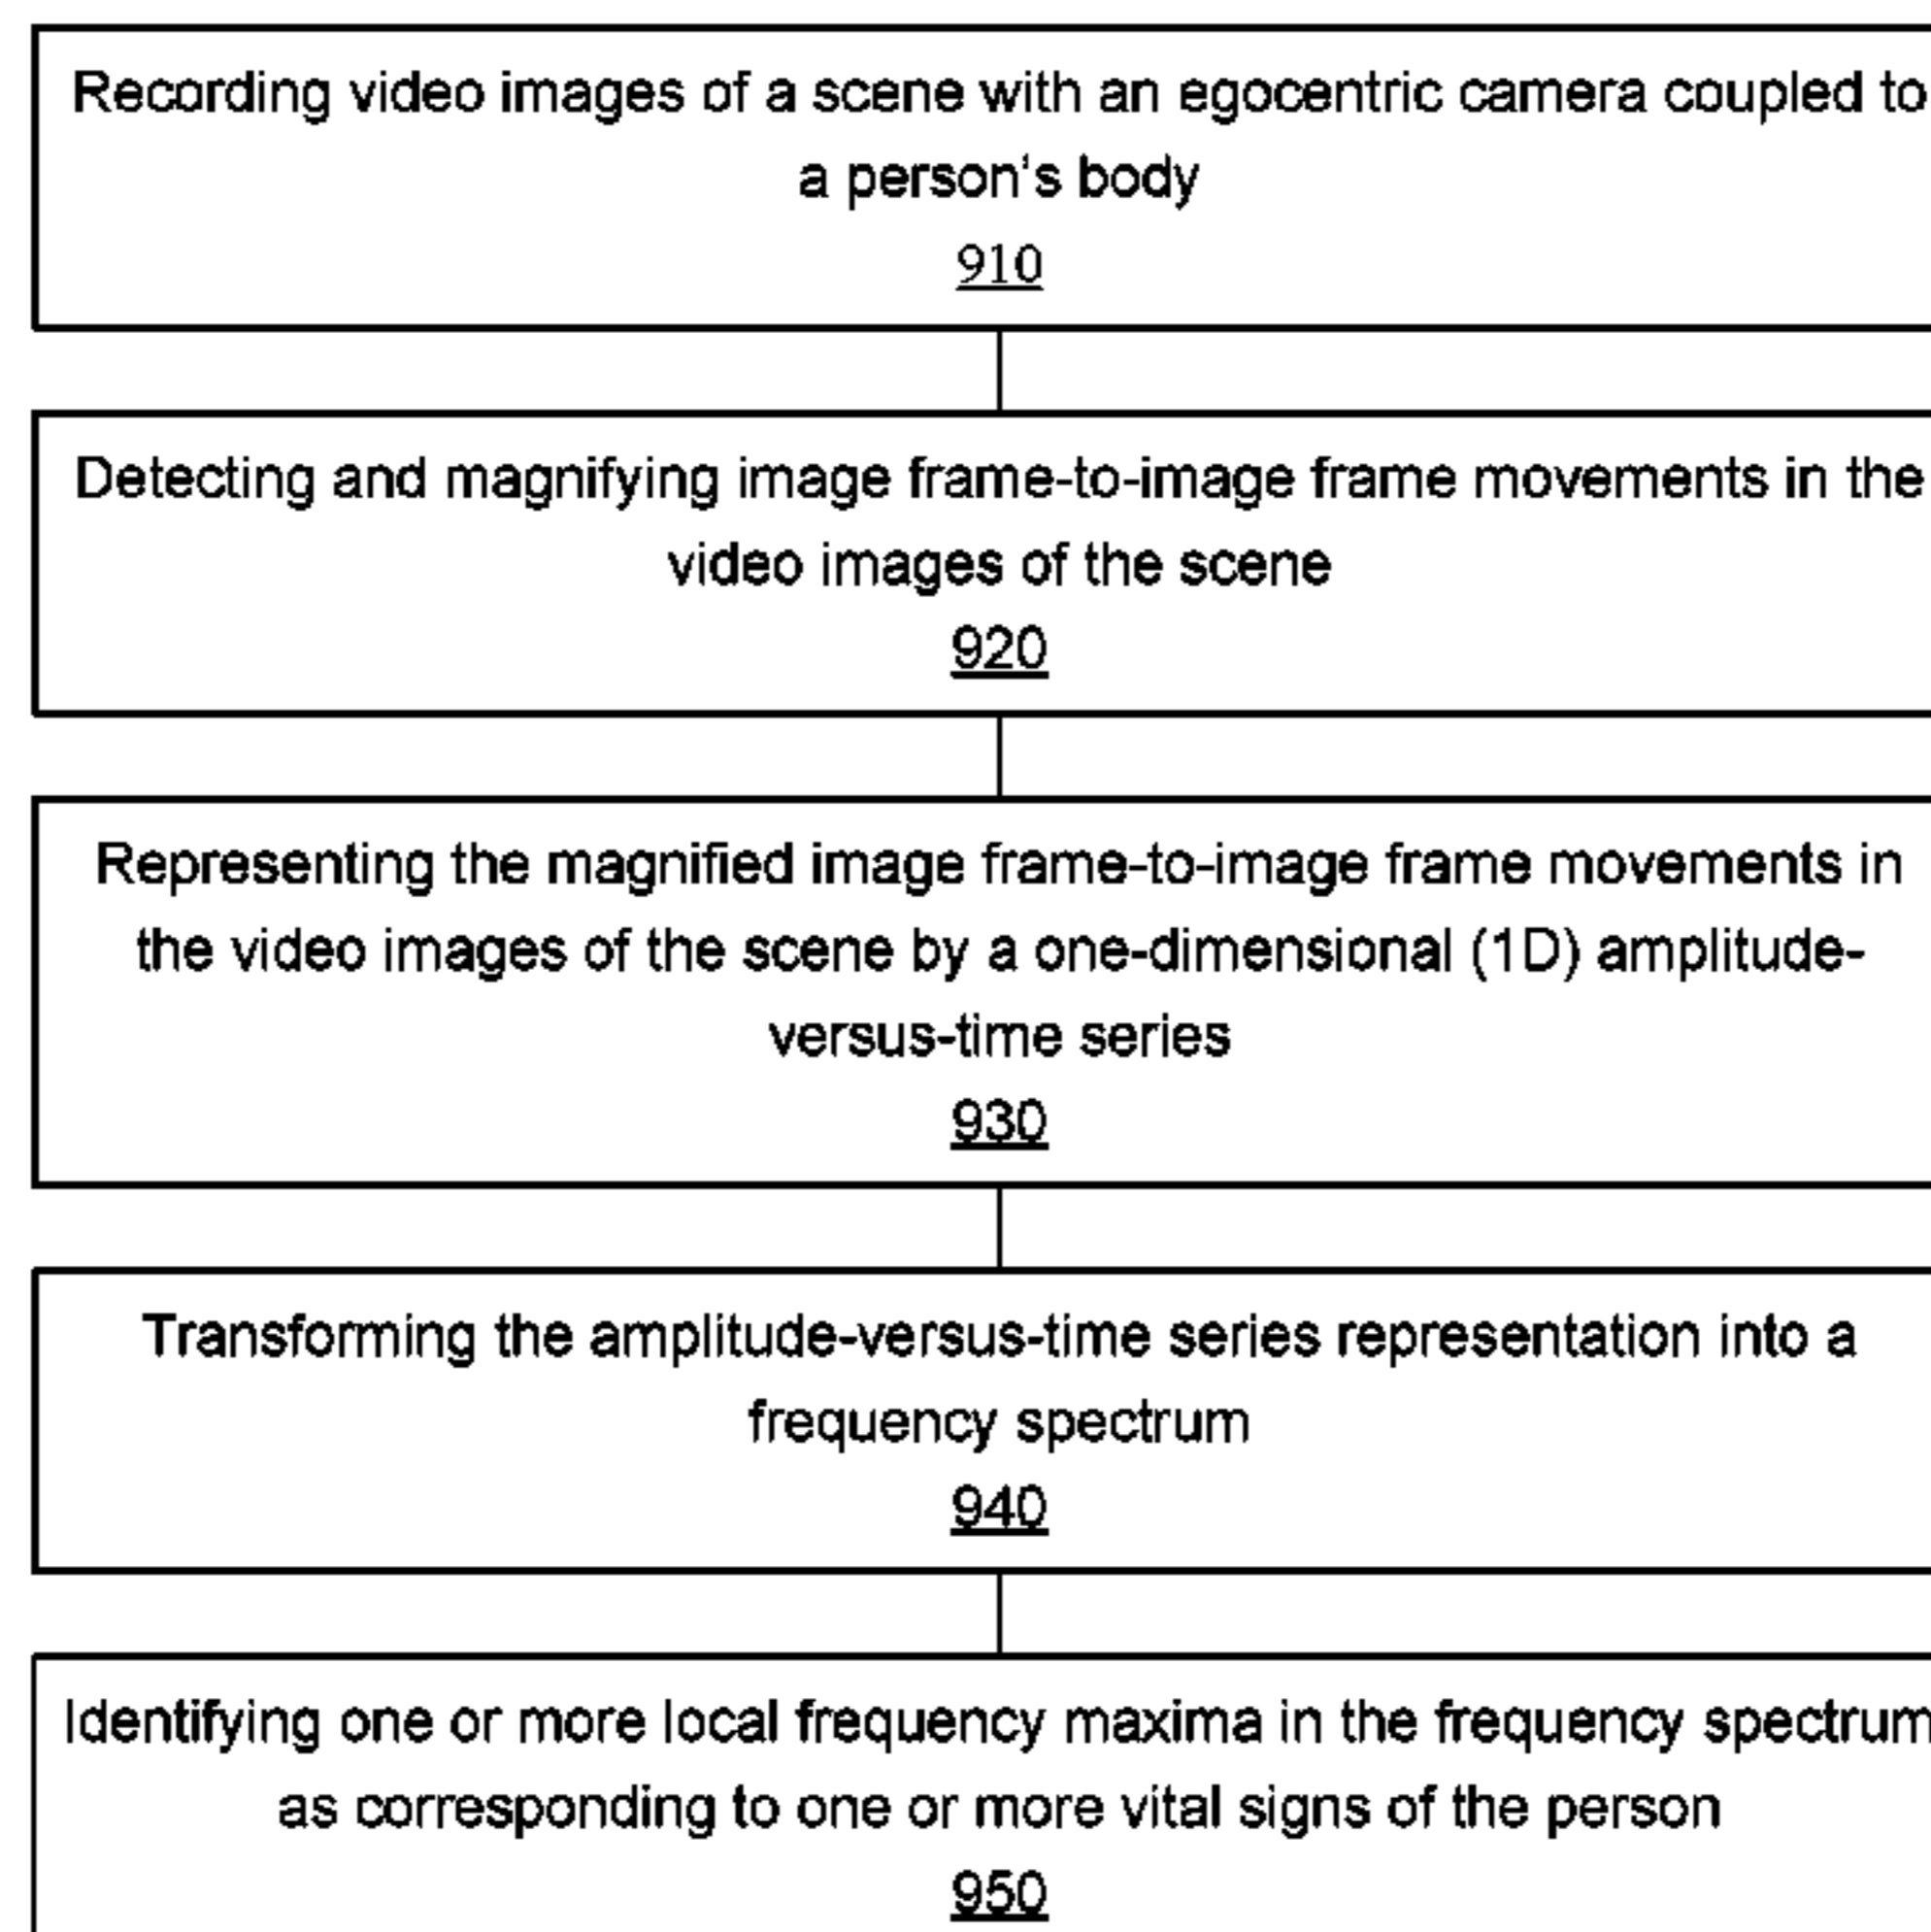 Recording video images of a scene with an egocentric camera coupled to
a person's body
910
Detecting and magnifying image frame-to-image frame movements in the
video images of the scene
920
Representing the magnified image frame-to-image frame movements in
the video images of the scene by a one-dimensional (1D) amplitude-
versus-time series
930
Transforming the amplitude-versus-time series representation into a
frequency spectrum
940
Identifying one or more local frequency maxima in the frequency spectrum
as corresponding to one or more vital signs of the person
950